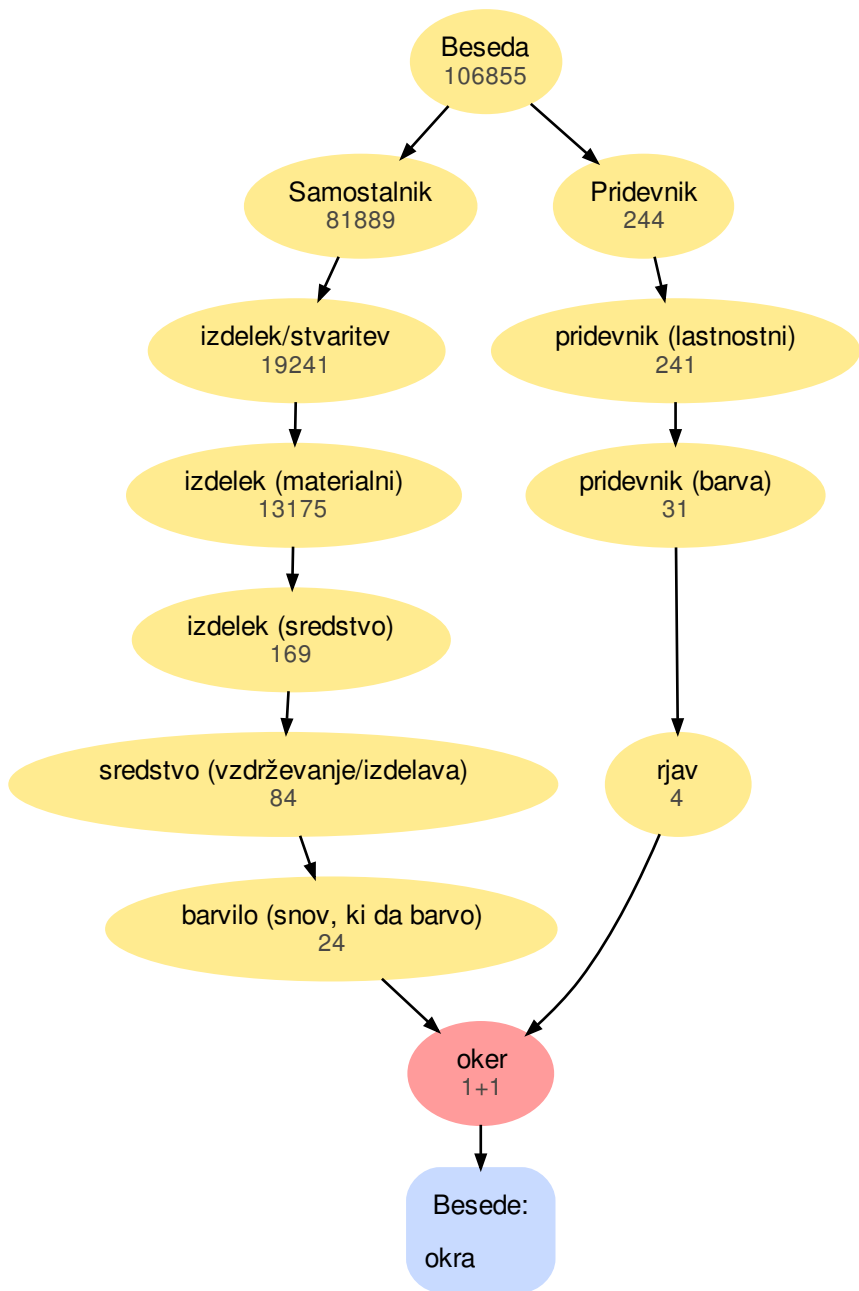 Beseda
106855
Samostalnik
81889
Pridevnik
244
izdelek/stvaritev
19241
pridevnik (lastnostni)
241
izdelek (materialni)
13175
pridevnik (barva)
31
izdelek (sredstvo)
169
sredstvo (vzdrževanje/izdelava)
84
rjav
4
barvilo (snov, ki da barvo)
24
oker
1+1
Besede:
okra